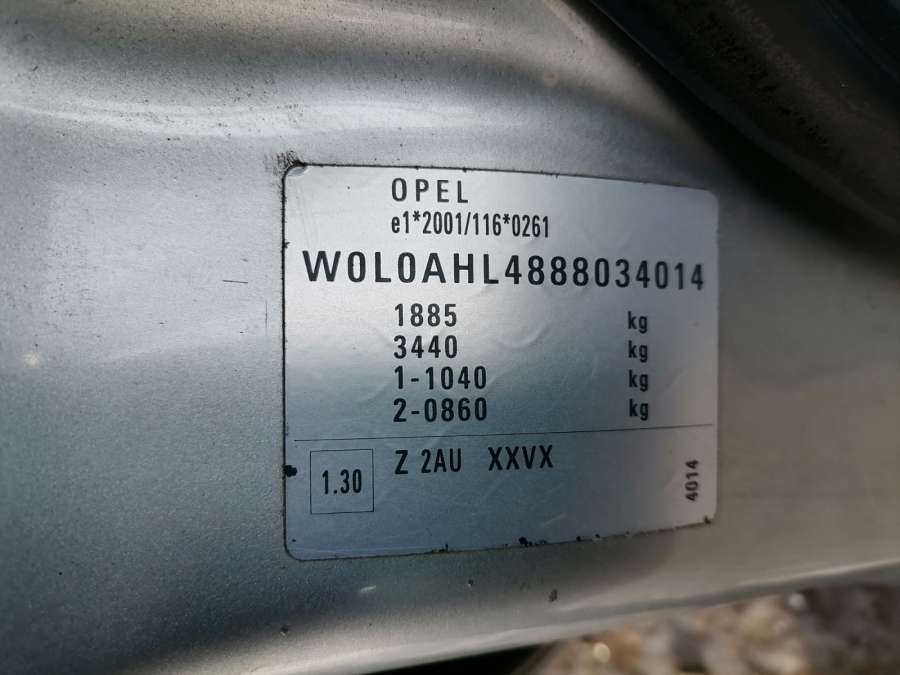 OPEL
e1*2001/116*0261
W0L0AHL4888034014
1885 kg
3440 kg
1-1040 kg
2-0860 kg
1.30 Z 2AU XXVX
4014